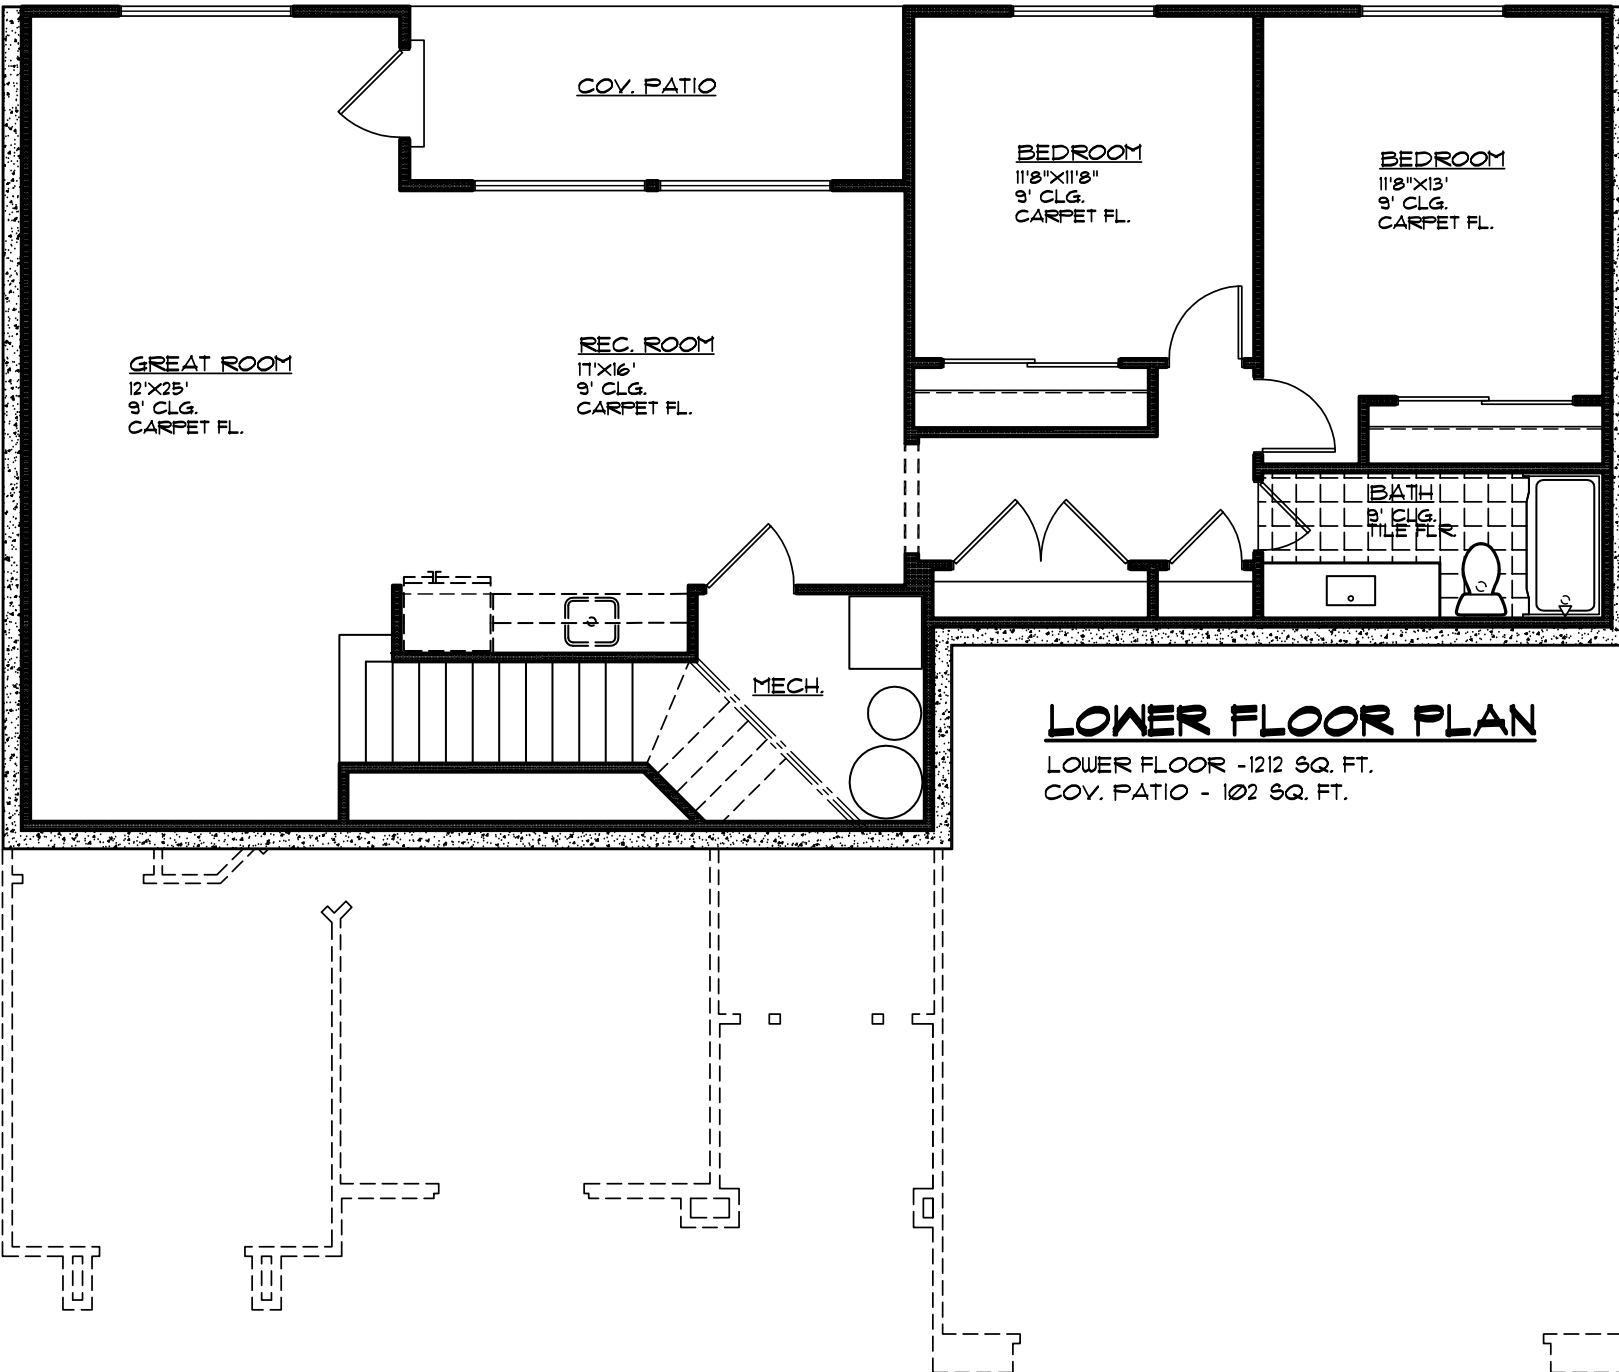 COV. PATIO
BEDROOM
11'8"X11'8"
9' CLG.
CARPET FL.
BEDROOM
11'8"X13'
9' CLG.
CARPET FL.
GREAT ROOM
12'X25'
9' CLG.
CARPET FL.
REC. ROOM
17'X16'
9' CLG.
CARPET FL.
BATH
9' CLG.
TILE FLR.
MECH.
LOWER FLOOR PLAN
LOWER FLOOR -1212 SQ. FT.
COV. PATIO - 102 SQ. FT.